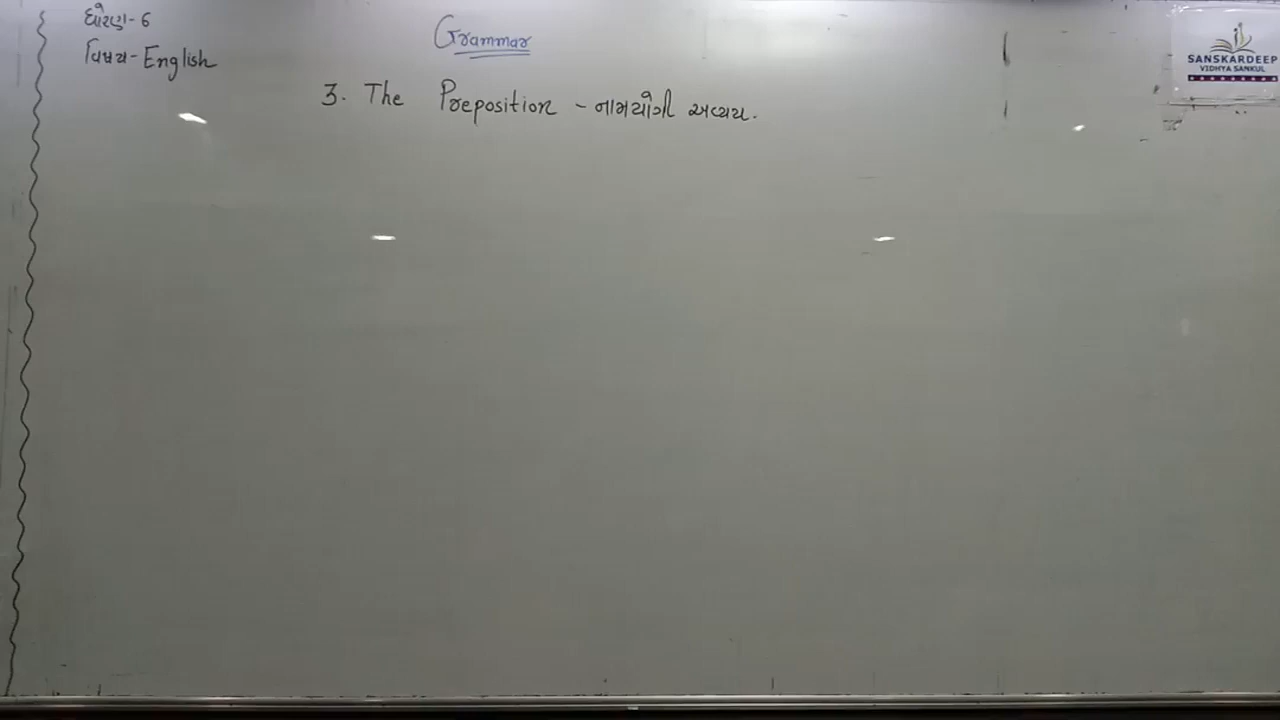 ધોરણ-6
વિષય-English
Grammar
3. The Preposition - નામયોગી અવ્યય.
SANSKARDEEP
VIDHYA SANKUL